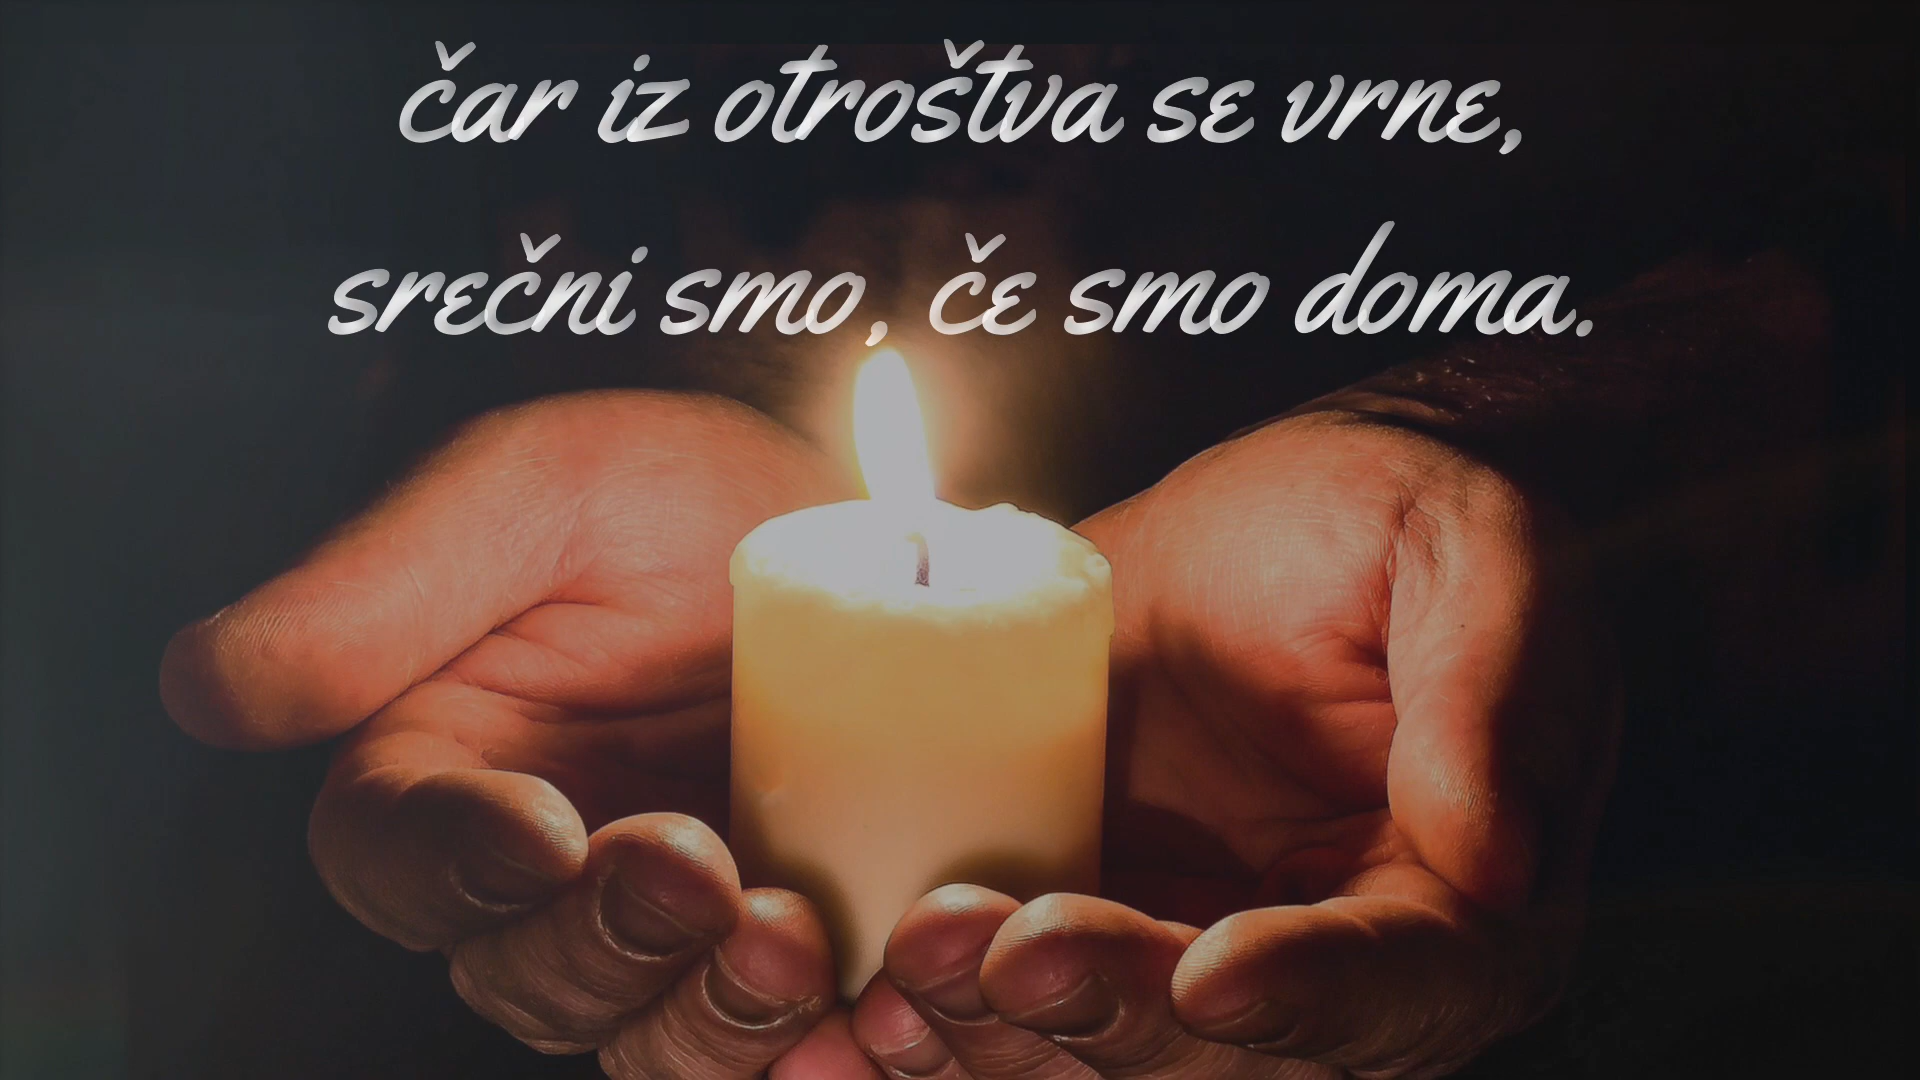 čar iz otroštva se vrne,
srečni smo, če smo doma.